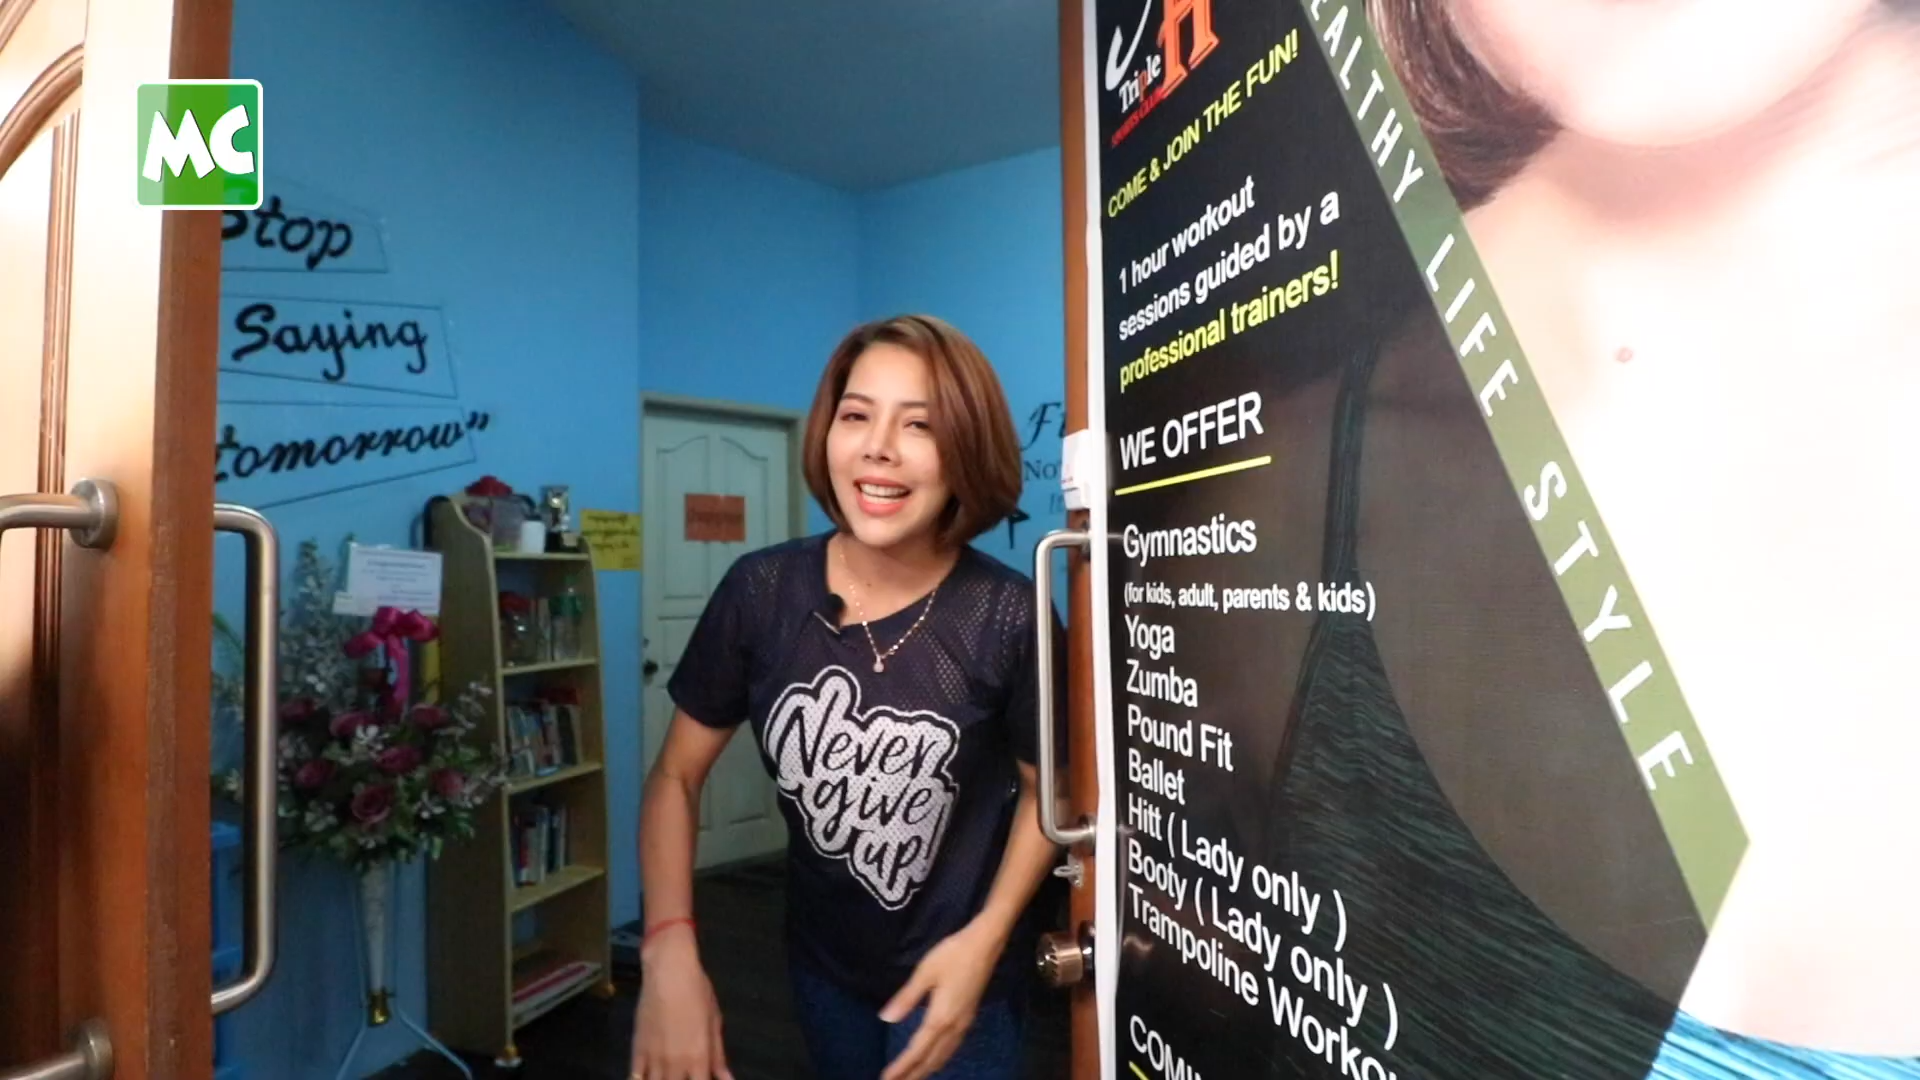 MC
Stop
Saying
tomorrow”
Never
give
up!
Triple H
SPORTS CLUB
COME & JOIN THE FUN!
1 hour workout
sessions guided by a
professional trainers!
WE OFFER
Gymnastics
(for kids, adult, parents & kids)
Yoga
Zumba
Pound Fit
Ballet
Hitt ( Lady only )
Booty ( Lady only )
Trampoline
LIFE STYLE